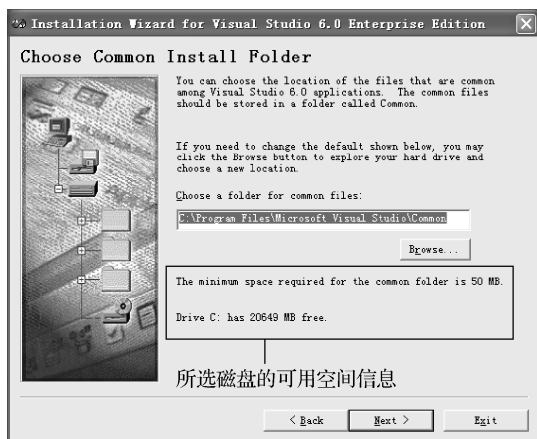 Installation Wizard for Visual Studio 6.0 Enterprise Edition
Choose Common Install Folder
You can choose the location of the files that are common
among Visual Studio 6.0 applications. The common files
should be stored in a folder called Common.
If you need to change the default shown below, you may
click the Browse button to explore your hard drive and
choose a new location.
Choose a folder for common files:
C:\Program Files\Microsoft Visual Studio\Common
Browse...
The minimum space required for the common folder is 50 MB.
Drive C: has 20649 MB free.
所选磁盘的可用空间信息
< Back Next > Exit